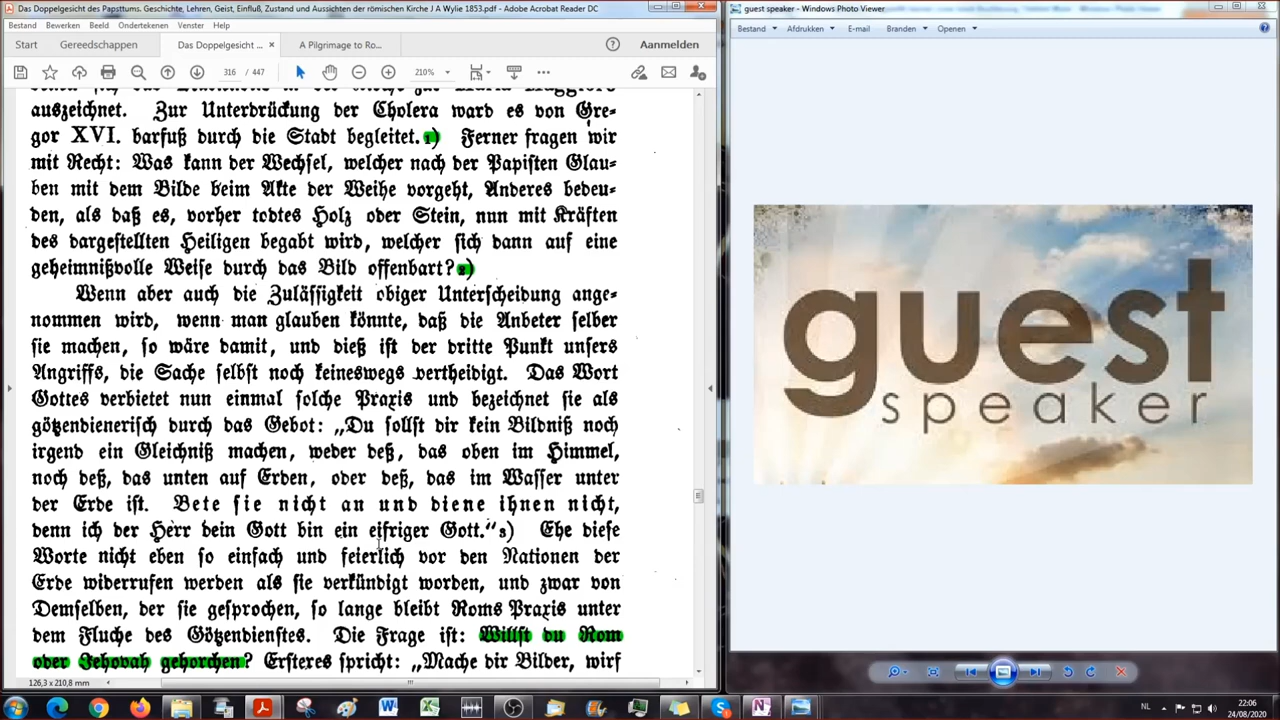 Das Doppelgesicht des Papsttums. Geschichte, Lehren, Geist, Einfluß, Zustand und Aussichten der römischen Kirche J A Wylie 1853.pdf - Adobe Acrobat Reader DC
Bestand Bewerken Beeld Ondertekenen Venster Help
Start Gereedschappen Das Doppelgesicht ... × A Pilgrimage to Ro... Anmelden
316 / 447 210%
auszeichnet. Zur Unterdrückung der Cholera ward es von Gre-
gor XVI. barfuß durch die Stadt begleitet.1) Ferner fragen wir
mit Recht: Was kann der Wechsel, welcher nach der Papisten Glau-
ben mit dem Bilde beim Akte der Weihe vorgeht, Anderes bedeu-
den, als daß es, vorher todtes Holz oder Stein, nun mit Kräften
des dargestellten Heiligen begabt wird, welcher sich dann auf eine
geheimnißvolle Weise durch das Bild offenbart?2)
Wenn aber auch die Zulässigkeit obiger Unterscheidung ange-
nommen wird, wenn man glauben könnte, daß die Anbeter selber
sie machen, so wäre damit, und dieß ist der dritte Punkt unsers
Angriffs, die Sache selbst noch keineswegs vertheidigt. Das Wort
Gottes verbietet nun einmal solche Praxis und bezeichnet sie als
götzendienerisch durch das Gebot: „Du sollst dir kein Bildniß noch
irgend ein Gleichniß machen, weder deß, das oben im Himmel,
noch deß, das unten auf Erden, oder deß, das im Wasser unter
der Erde ist. Bete sie nicht an und diene ihnen nicht,
denn ich der Herr dein Gott bin ein eifriger Gott.“3) Ehe diese
Worte nicht eben so einfach und feierlich vor den Nationen der
Erde widerrufen werden als sie verkündigt worden, und zwar von
Demselben, der sie gesprochen, so lange bleibt Roms Praxis unter
dem Fluche des Götzendienstes. Die Frage ist: Willst du Rom
oder Jehovah gehorchen? Ersteres spricht: „Mache dir Bilder, wirf
126,3 x 210,8 mm
guest speaker - Windows Photo Viewer
Bestand Afdrukken E-mail Branden Openen
guest
speaker
NL 22:06
24/08/2020